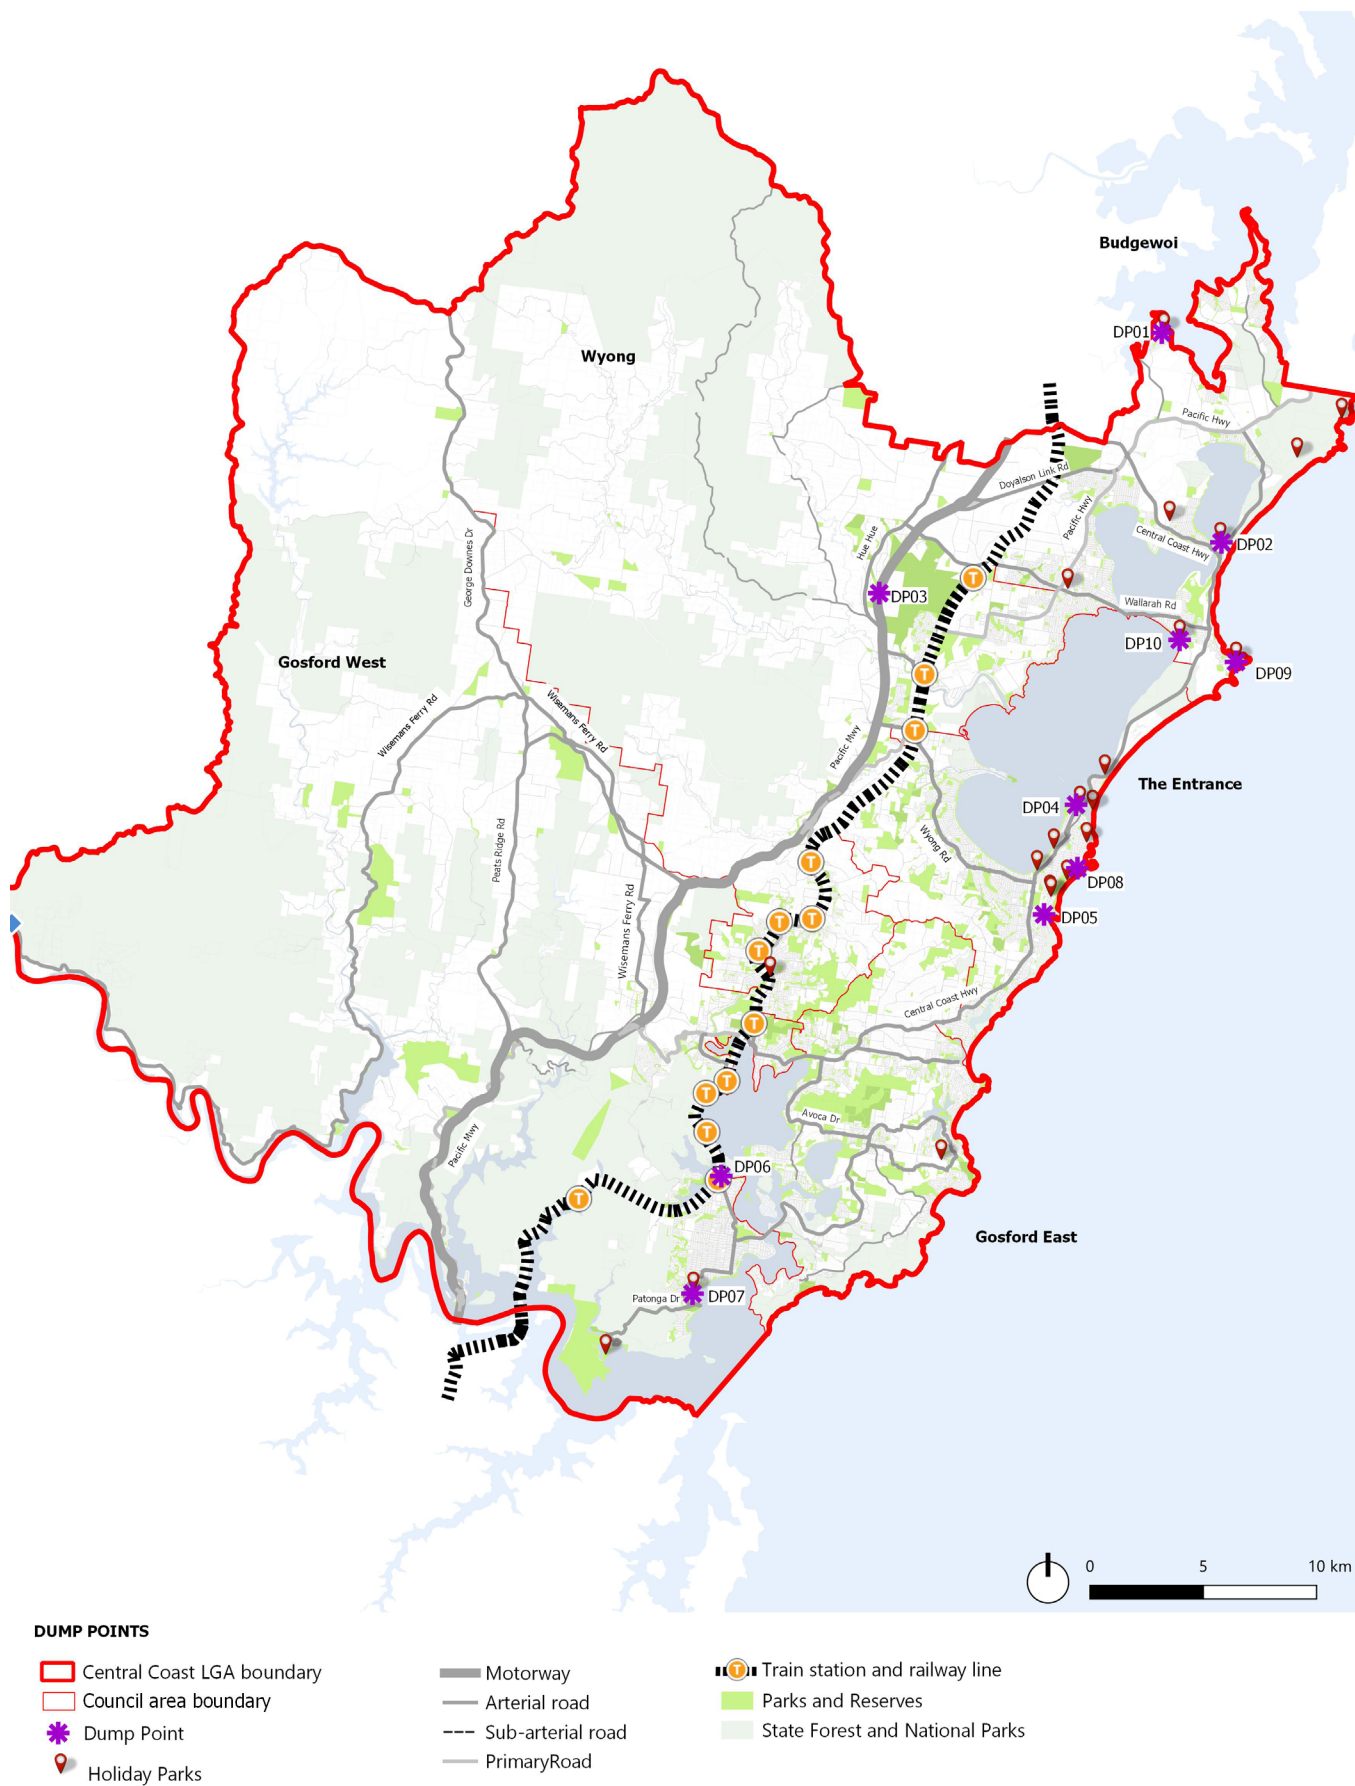 Budgewoi
DP01
Wyong
Pacific Hwy
Doyalson Link Rd
Pacific Hwy
Hue Hue
Central Coast Hwy
DP02
George Downes Dr
DP03
T
Wallarah Rd
DP10
Gosford West
DP09
T
Wisemans Ferry Rd
Wisemans Ferry Rd
T
Pacific Mwy
The Entrance
DP04
Peats Ridge Rd
Wyong Rd
T
DP08
Wisemans Ferry Rd
DP05
T
T
T
Central Coast Hwy
T
T
T
Avoca Dr
T
Pacific Mwy
DP06
T
T
Gosford East
Patonga Dr
DP07
0 5 10 km
DUMP POINTS
Central Coast LGA boundary
Council area boundary
Dump Point
Holiday Parks
Motorway
Arterial road
Sub-arterial road
PrimaryRoad
T Train station and railway line
Parks and Reserves
State Forest and National Parks